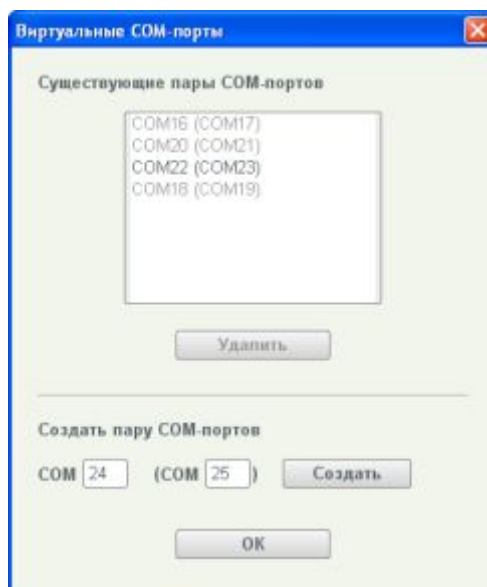 Виртуальные COM-порты
Существующие пары COM-портов
COM16 (COM17)
COM20 (COM21)
COM22 (COM23)
COM18 (COM19)
Удалить
Создать пару COM-портов
COM 24 (COM 25 ) Создать
OK